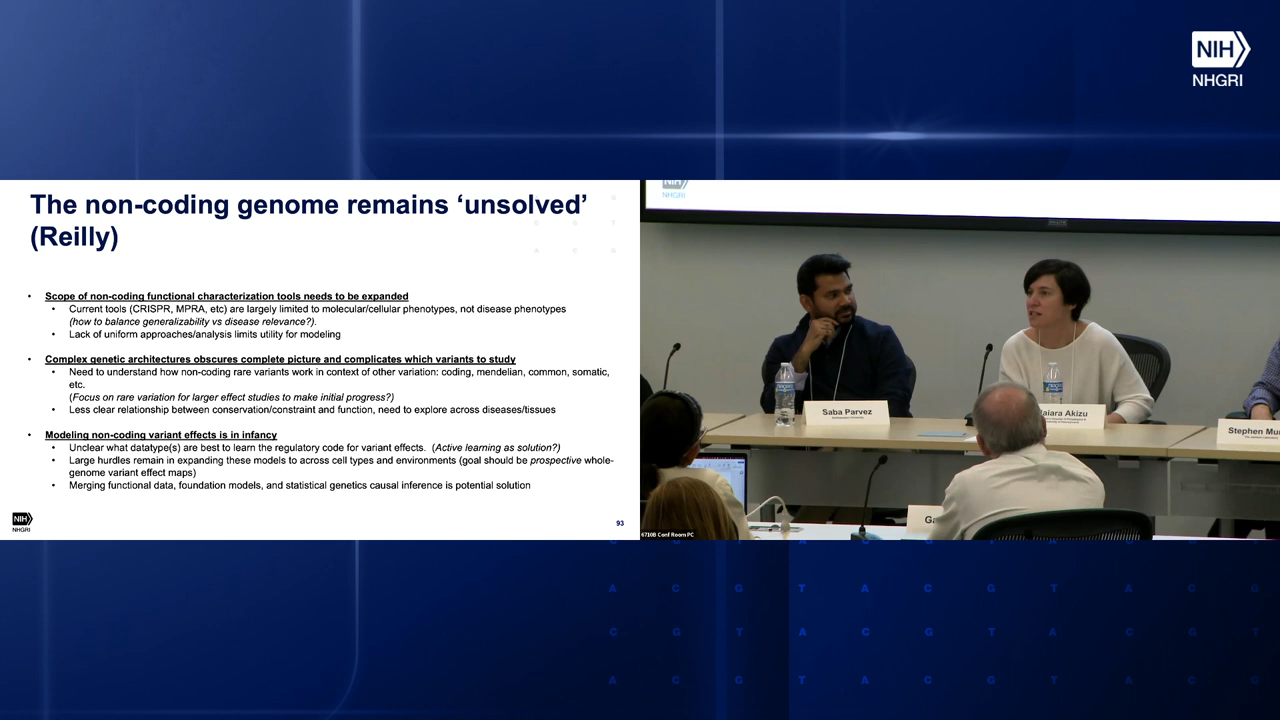 NIH
NHGRI
The non-coding genome remains ‘unsolved’
(Reilly)
• Scope of non-coding functional characterization tools needs to be expanded
• Current tools (CRISPR, MPRA, etc) are largely limited to molecular/cellular phenotypes, not disease phenotypes
(how to balance generalizability vs disease relevance?).
• Lack of uniform approaches/analysis limits utility for modeling
• Complex genetic architectures obscures complete picture and complicates which variants to study
• Need to understand how non-coding rare variants work in context of other variation: coding, mendelian, common, somatic,
etc.
(Focus on rare variation for larger effect studies to make initial progress?)
• Less clear relationship between conservation/constraint and function, need to explore across diseases/tissues
• Modeling non-coding variant effects is in infancy
• Unclear what datatype(s) are best to learn the regulatory code for variant effects. (Active learning as solution?)
• Large hurdles remain in expanding these models to across cell types and environments (goal should be prospective whole-
genome variant effect maps)
• Merging functional data, foundation models, and statistical genetics causal inference is potential solution
NIH
NHGRI
93
NIH
NHGRI
Saba Parvez
Naiara Akizu
Stephen Mu
Ga
6710B Conf Room PC
A C G T A C G T A C G
C G T A C G T A C G T
A C G T A C G T A C G